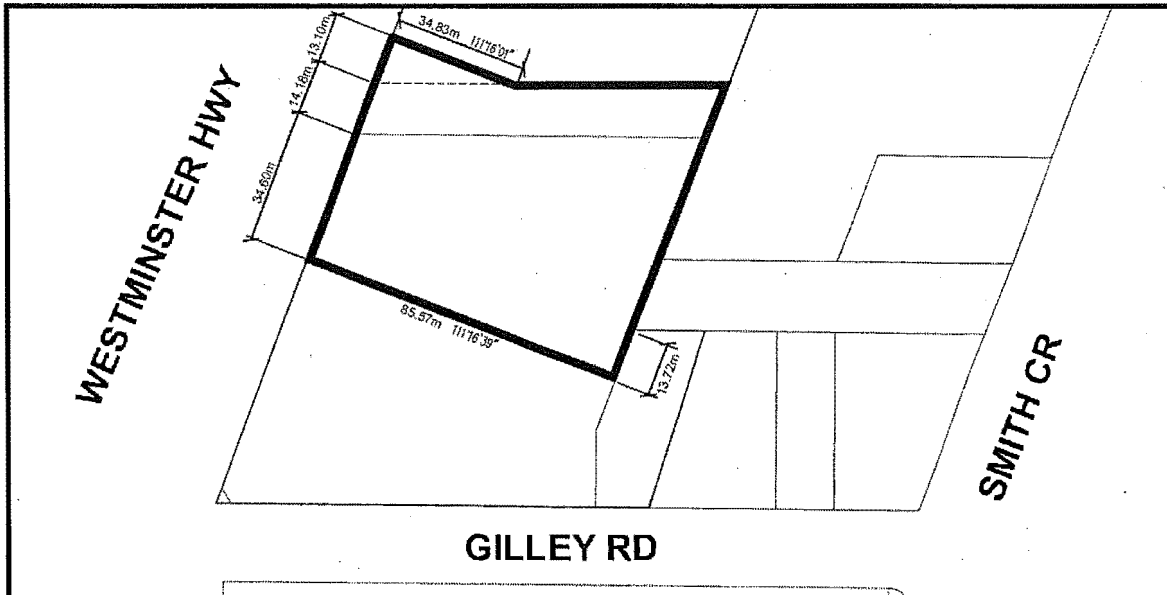 13.10m
34.83m 111°16'01"
14.18m
34.60m
WESTMINSTER HWY
85.57m 111°16'39"
13.72m
SMITH CR
GILLEY RD